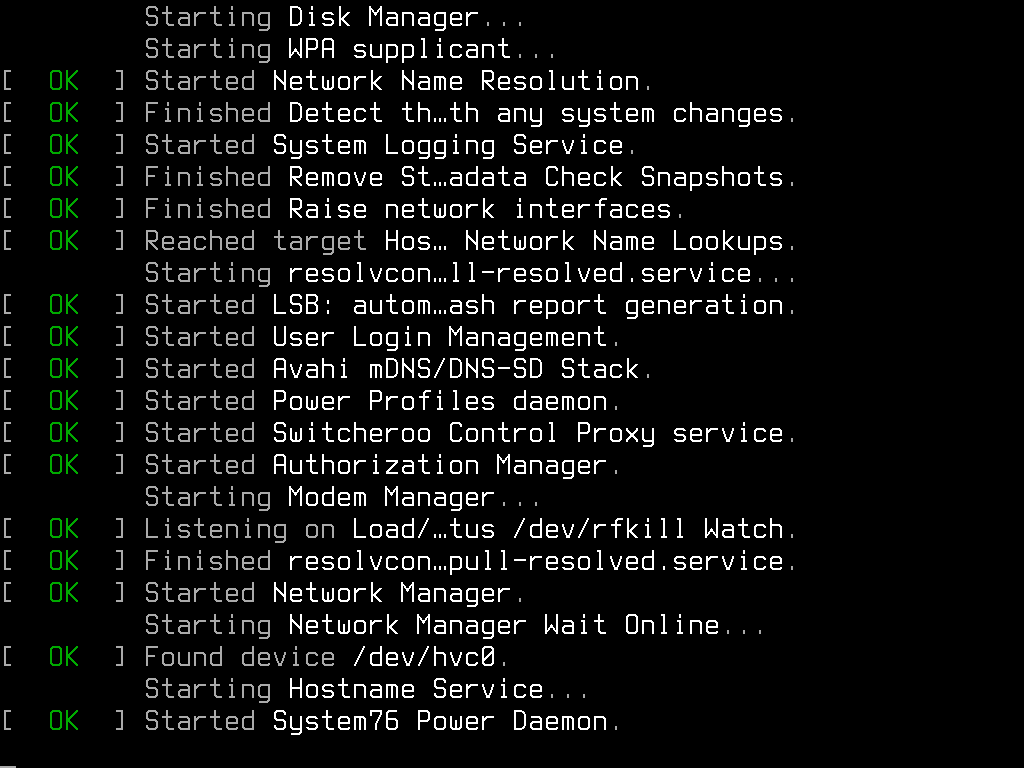 Starting Disk Manager...
Starting WPA supplicant...
[  OK  ] Started Network Name Resolution.
[  OK  ] Finished Detect th…th any system changes.
[  OK  ] Started System Logging Service.
[  OK  ] Finished Remove St…adata Check Snapshots.
[  OK  ] Finished Raise network interfaces.
[  OK  ] Reached target Hos… Network Name Lookups.
Starting resolvcon…ll-resolved.service...
[  OK  ] Started LSB: autom…ash report generation.
[  OK  ] Started User Login Management.
[  OK  ] Started Avahi mDNS/DNS-SD Stack.
[  OK  ] Started Power Profiles daemon.
[  OK  ] Started Switcheroo Control Proxy service.
[  OK  ] Started Authorization Manager.
Starting Modem Manager...
[  OK  ] Listening on Load/…tus /dev/rfkill Watch.
[  OK  ] Finished resolvcon…pull-resolved.service.
[  OK  ] Started Network Manager.
Starting Network Manager Wait Online...
[  OK  ] Found device /dev/hvc0.
Starting Hostname Service...
[  OK  ] Started System76 Power Daemon.